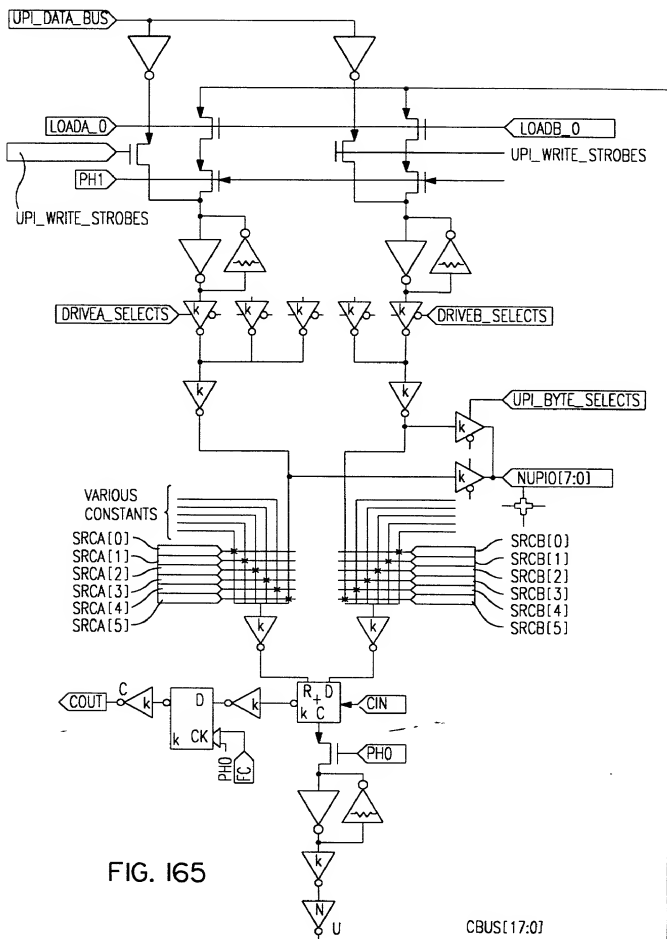 UPI_DATA_BUS
LOADA_0
LOADB_0
UPI_WRITE_STROBES
PH1
UPI_WRITE_STROBES
DRIVEA_SELECTS
k
k
k
k
k
DRIVEB_SELECTS
k
k
UPI_BYTE_SELECTS
k
k
NUPIO[7:0]
VARIOUS
CONSTANTS
SRCA[0]
SRCA[1]
SRCA[2]
SRCA[3]
SRCA[4]
SRCA[5]
SRCB[0]
SRCB[1]
SRCB[2]
SRCB[3]
SRCB[4]
SRCB[5]
k
k
COUT
C
k
D
k
CK
PH0
FC
k
R + D
k C
CIN
PH0
k
N
U
FIG. 165
CBUS[17:0]